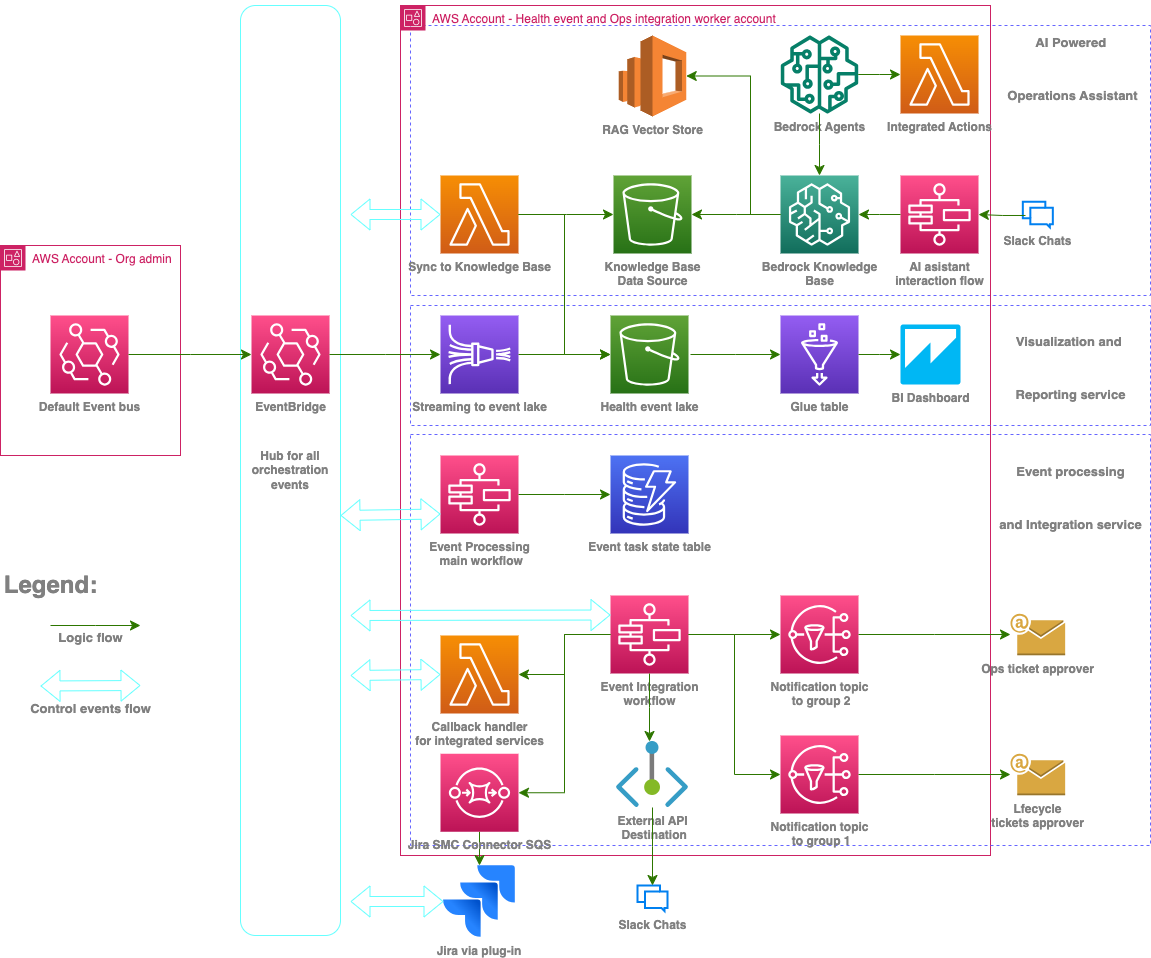 AWS Account - Health event and Ops integration worker account
AI Powered
Operations Assistant
RAG Vector Store
Bedrock Agents
Integrated Actions
Sync to Knowledge Base
Knowledge Base
Data Source
Bedrock Knowledge
Base
AI asistant
interaction flow
Slack Chats
AWS Account - Org admin
Default Event bus
EventBridge
Hub for all
orchestration
events
Streaming to event lake
Health event lake
Glue table
BI Dashboard
Visualization and
Reporting service
Event Processing
main workflow
Event task state table
Event processing
and Integration service
Legend:
Logic flow
Control events flow
Event Integration
workflow
Notification topic
to group 2
@
Ops ticket approver
Callback handler
for integrated services
Jira SMC Connector SQS
External API
Destination
Notification topic
to group 1
@
Lfecycle
tickets approver
Slack Chats
Jira via plug-in